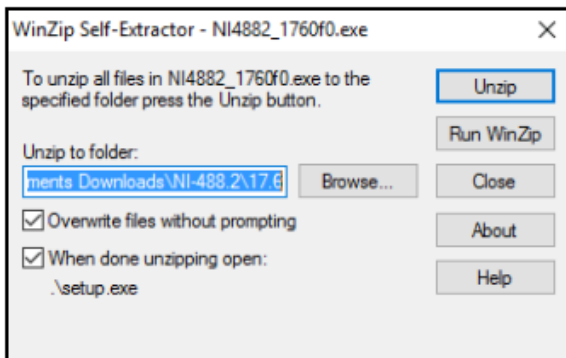 WinZip Self-Extractor - NI4882_1760f0.exe
To unzip all files in NI4882_1760f0.exe to the
specified folder press the Unzip button.
Unzip to folder:
ments Downloads\NI-488.2\17.6
Browse...
Overwrite files without prompting
When done unzipping open:
.\setup.exe
Unzip
Run WinZip
Close
About
Help